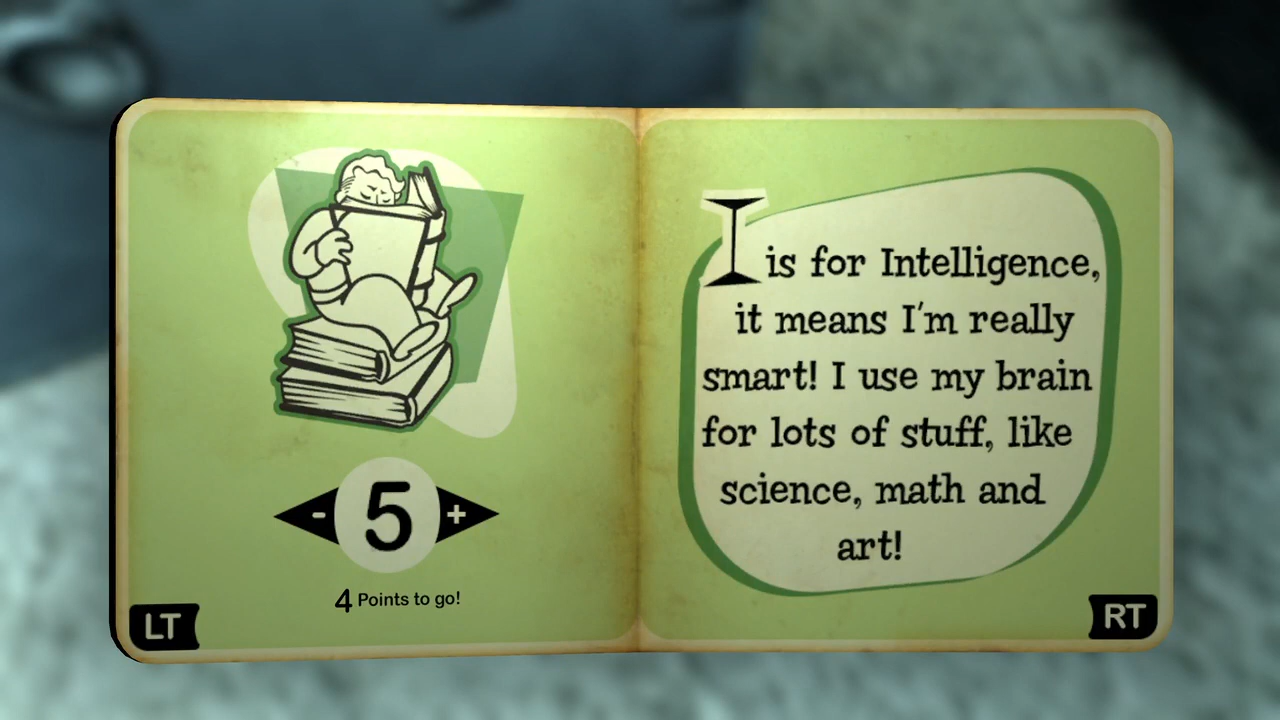 I is for Intelligence,
it means I'm really
smart! I use my brain
for lots of stuff, like
science, math and
art!
- 5 +
4 Points to go!
LT
RT